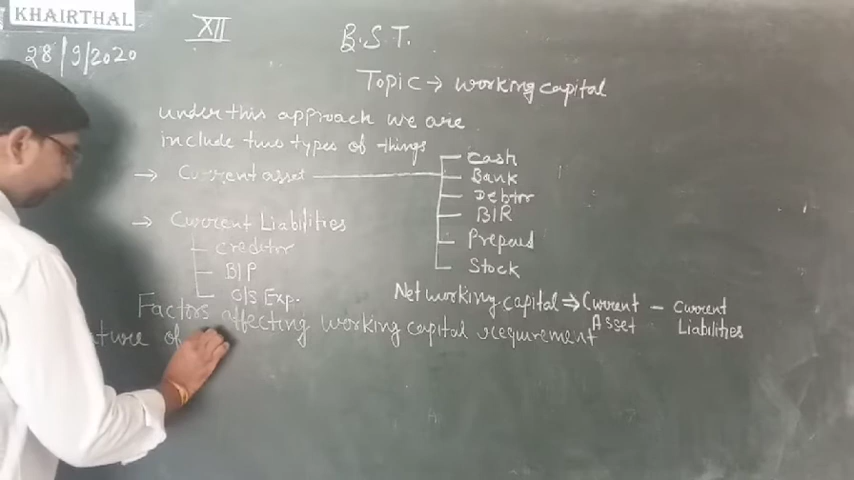 KHAIRTHAL
28/9/2020
XII
B.S.T.
Topic → working capital
under this approach we are
include two types of things
→ Current asset
Cash
Bank
Debtor
B/R
Prepaid
Stock
→ Current Liabilities
Creditor
B/P
O/S Exp.
Net working capital ⇒ Current Asset - Current Liabilities
Factors affecting working capital requirement
ature of